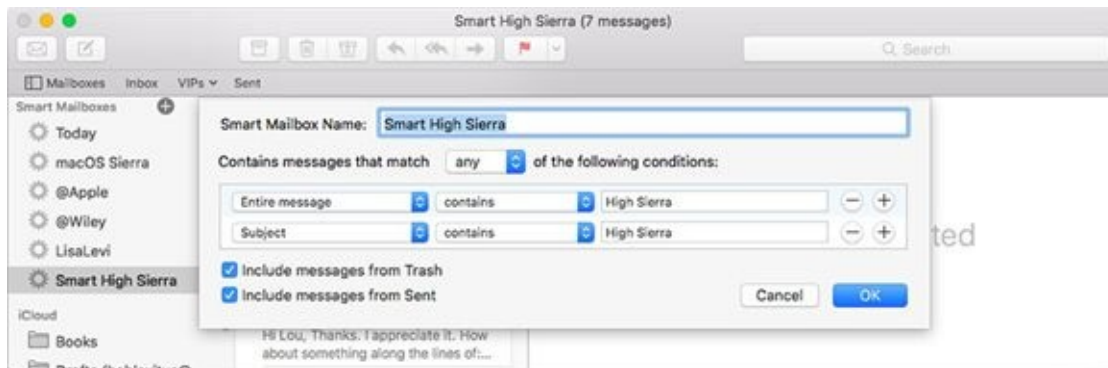 Smart High Sierra (7 messages)
Search
Mailboxes Inbox VIPs Sent
Smart Mailboxes
Today
macOS Sierra
@Apple
@Wiley
LisaLevi
Smart High Sierra
iCloud
Books
Smart Mailbox Name: Smart High Sierra
Contains messages that match any of the following conditions:
Entire message contains High Sierra
Subject contains High Sierra
Include messages from Trash
Include messages from Sent
Cancel OK
ted
Hi Lou, Thanks. I appreciate it. How
about something along the lines of:...